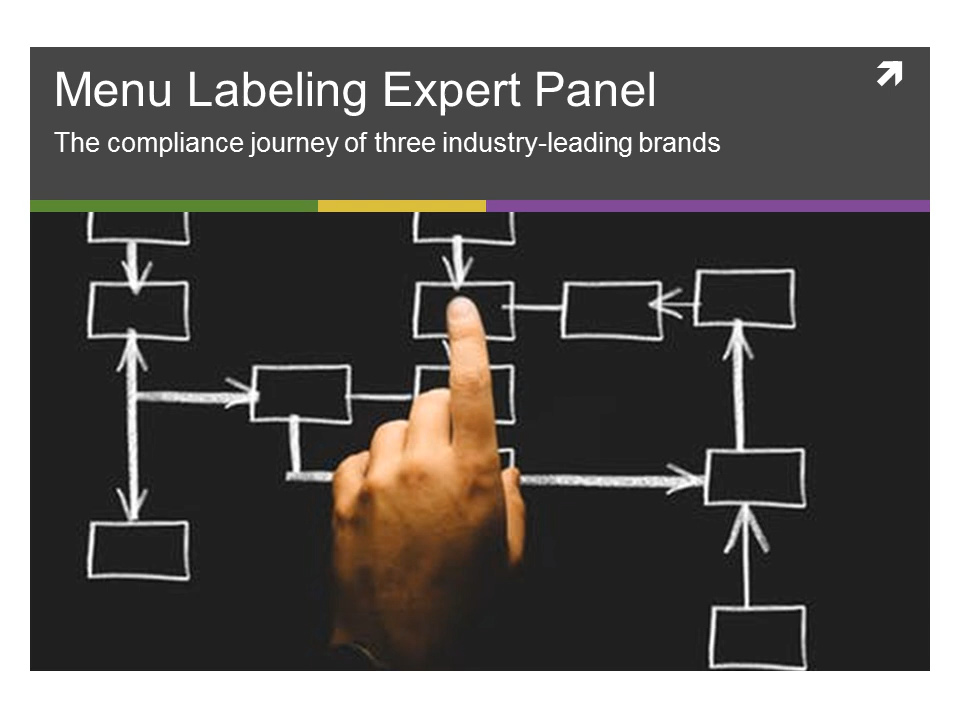 Menu Labeling Expert Panel
The compliance journey of three industry-leading brands